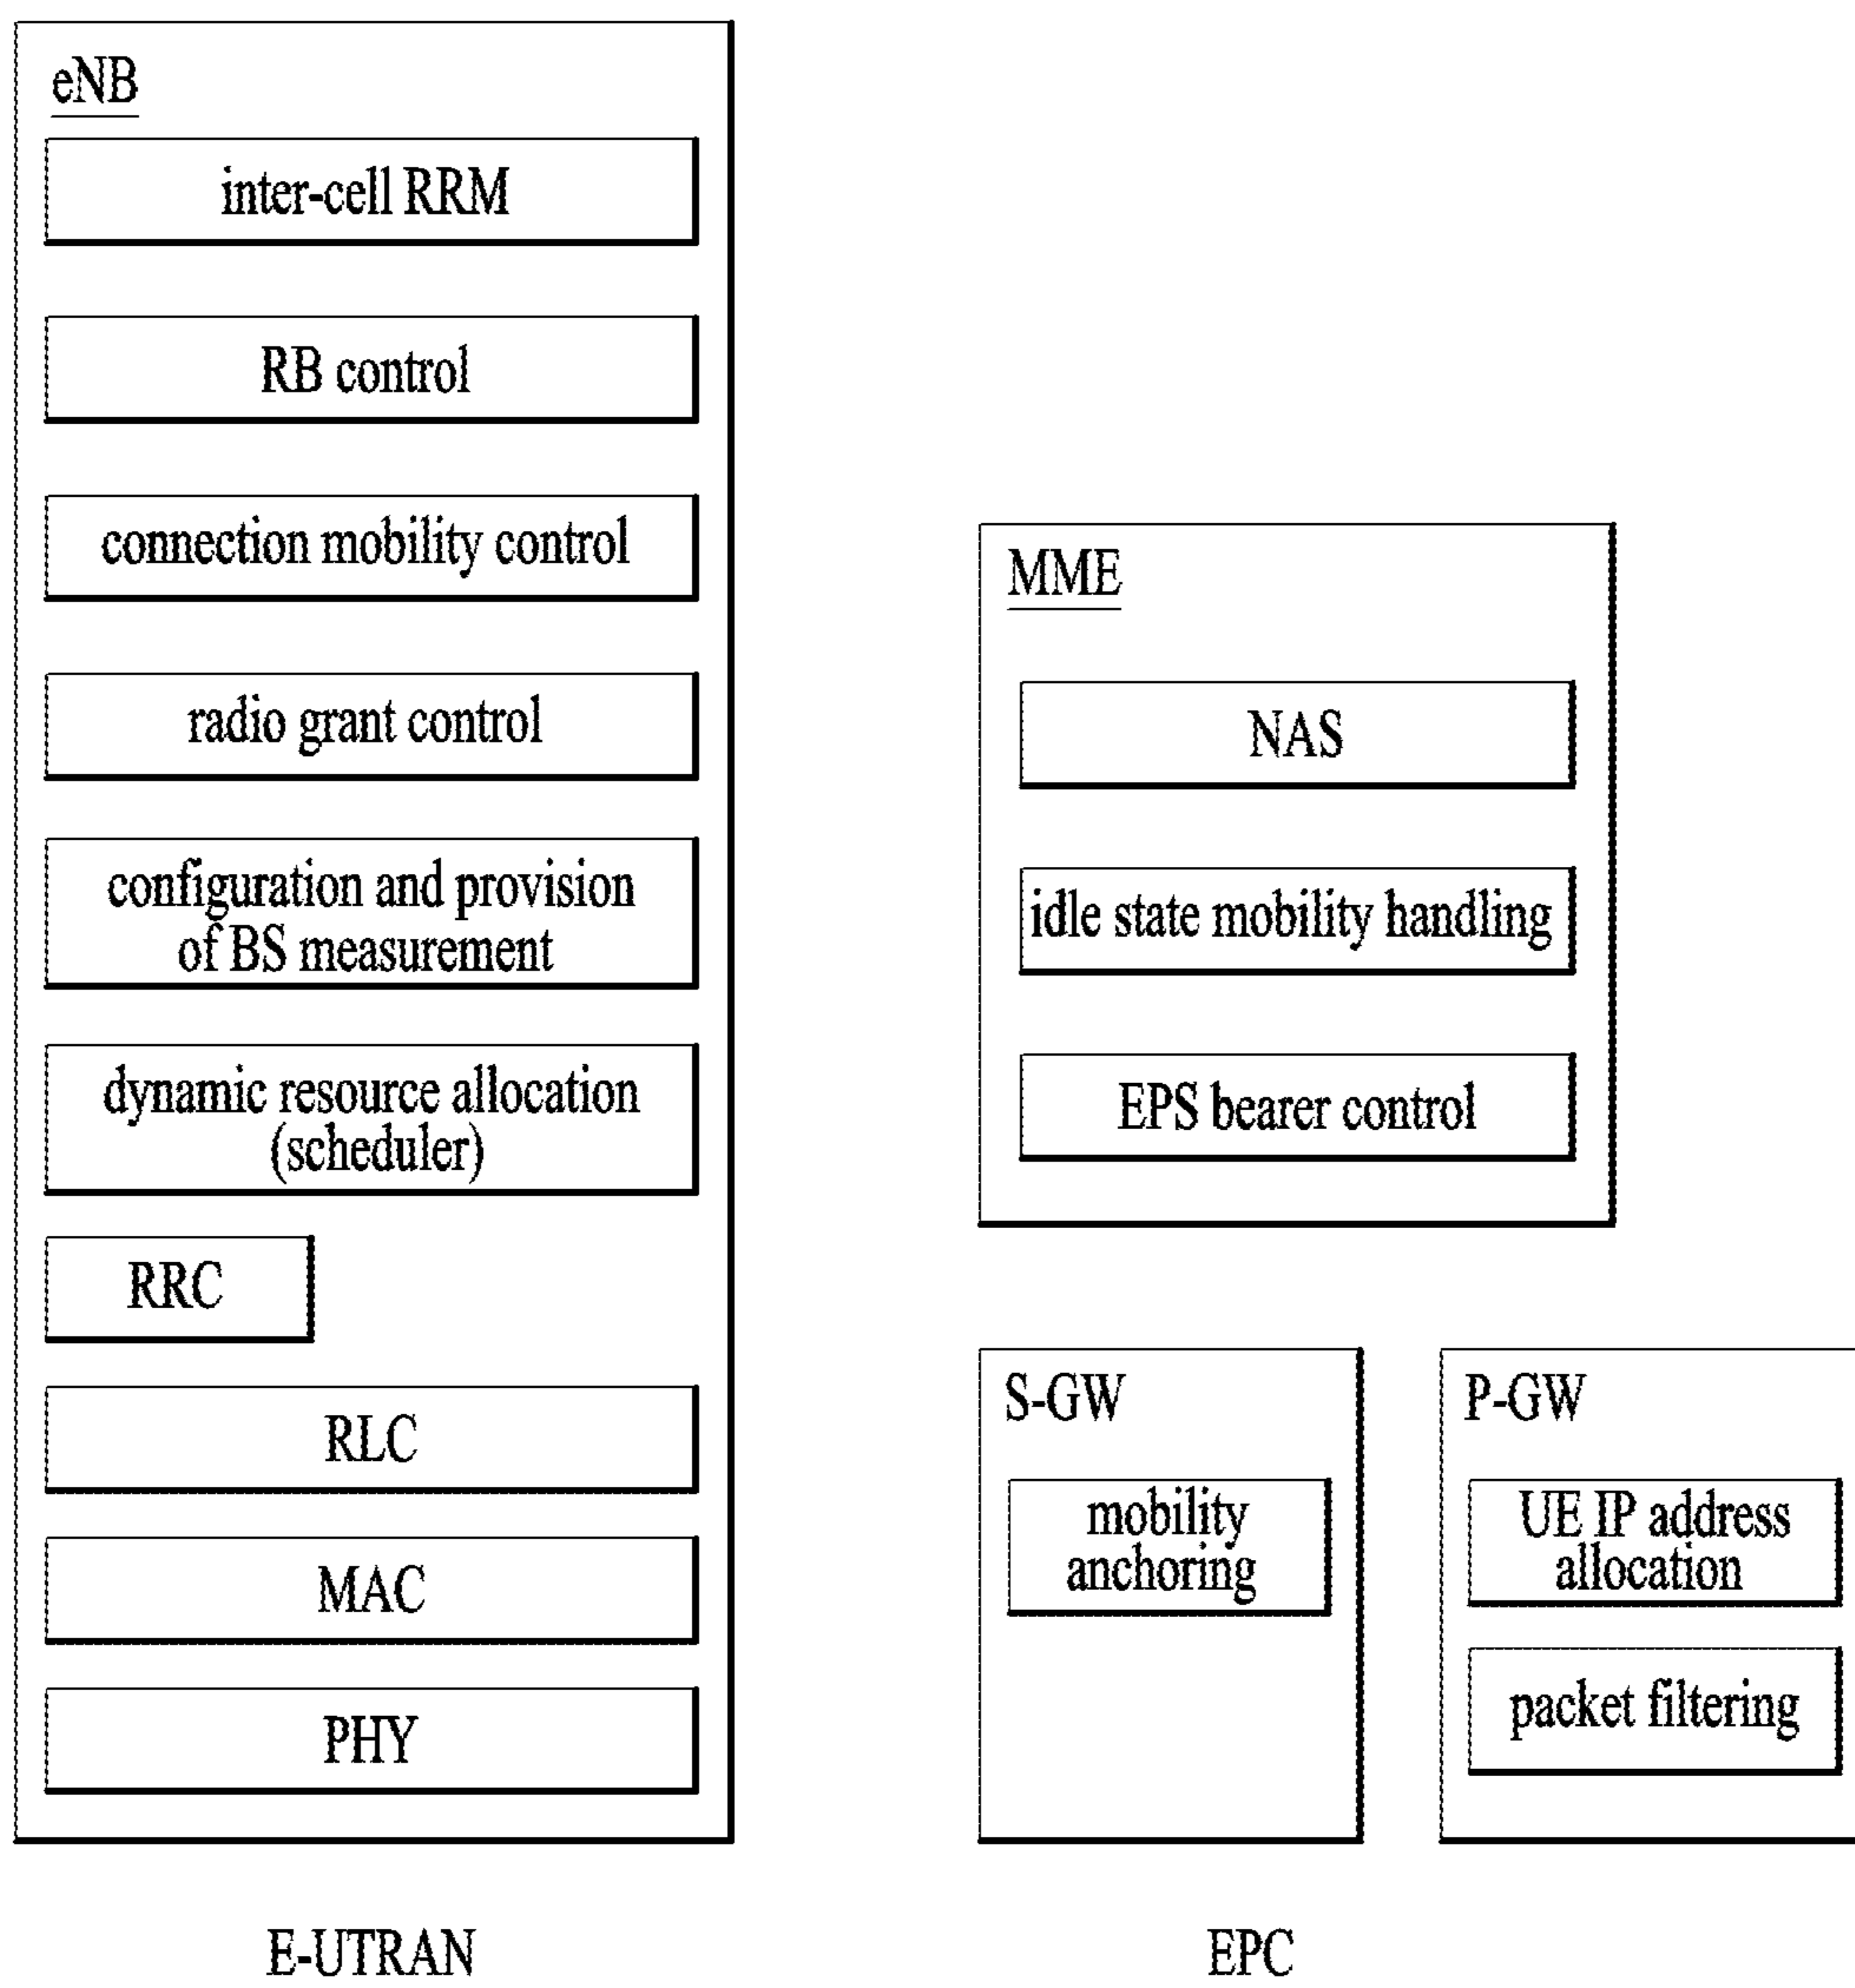 eNB
inter-cell RRM
RB control
connection mobility control
radio grant control
configuration and provision
of BS measurement
dynamic resource allocation
(scheduler)
RRC
RLC
MAC
PHY
E-UTRAN
MME
NAS
idle state mobility handling
EPS bearer control
S-GW
mobility
anchoring
P-GW
UE IP address
allocation
packet filtering
EPC